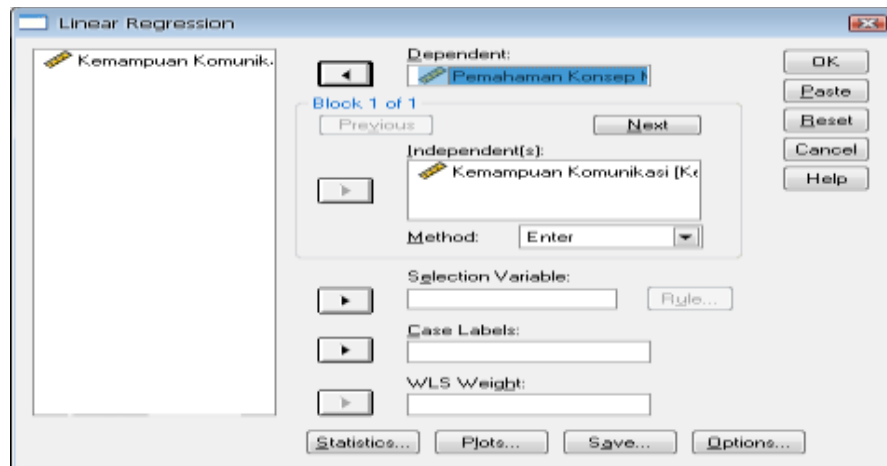 Linear Regression
Kemampuan Komunik
Dependent:
Pemahaman Konsep M
Block 1 of 1
Previous
Next
Independent(s):
Kemampuan Komunikasi [Ke
Method:
Enter
Selection Variable:
Rule...
Case Labels:
WLS Weight:
Statistics...
Plots...
Save...
Options...
OK
Paste
Reset
Cancel
Help